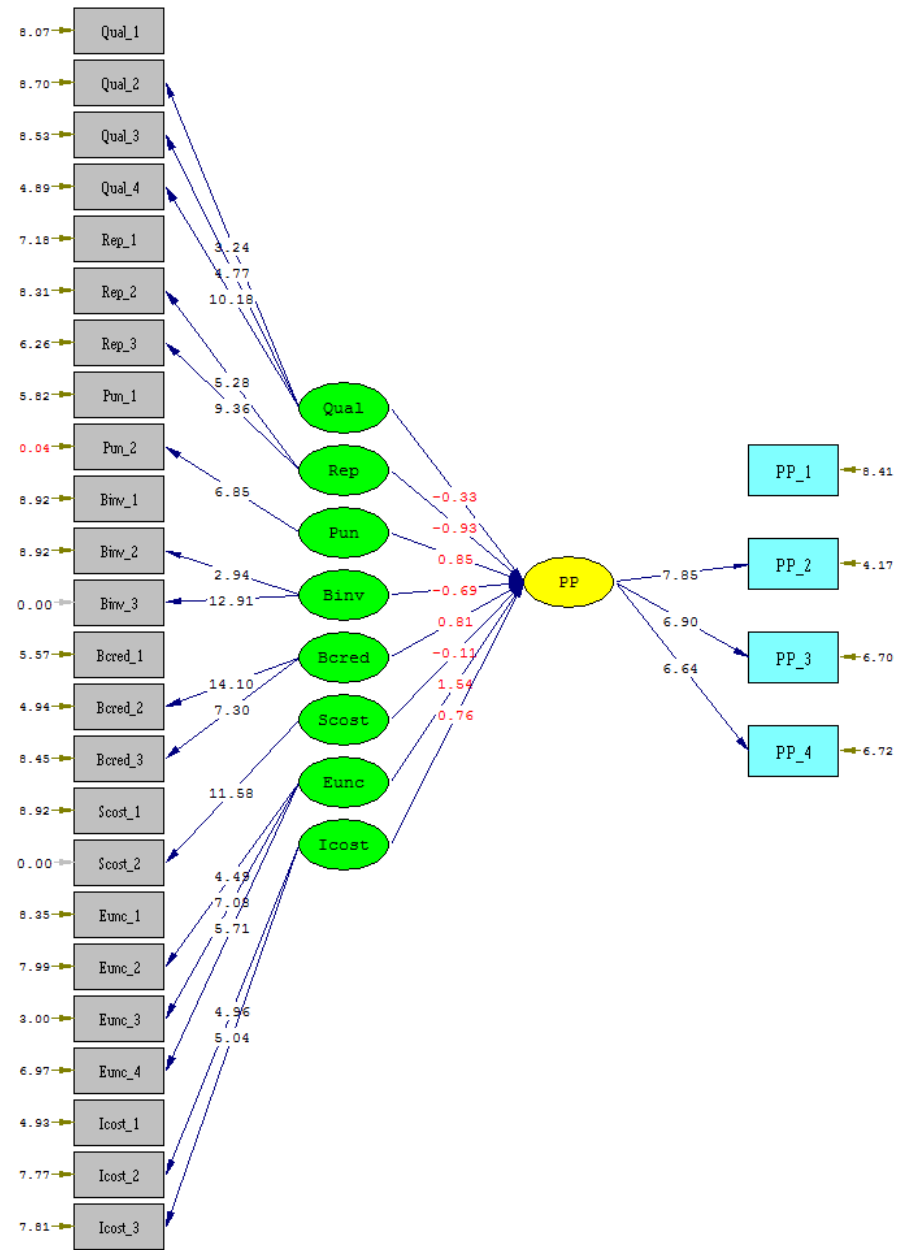 8.07 Qual_1
8.70 Qual_2
8.53 Qual_3
4.89 Qual_4
7.18 Rep_1
8.31 Rep_2
6.26 Rep_3
5.82 Pun_1
0.04 Pun_2
8.92 Binv_1
8.92 Binv_2
0.00 Binv_3
5.57 Bcred_1
4.94 Bcred_2
8.45 Bcred_3
8.92 Scost_1
0.00 Scost_2
8.35 Eunc_1
7.99 Eunc_2
3.00 Eunc_3
6.97 Eunc_4
4.93 Icost_1
7.77 Icost_2
7.81 Icost_3
3.24
4.77
10.18
5.28
9.36
6.85
2.94
12.91
14.10
7.30
11.58
4.49
7.08
5.71
4.96
5.04
Qual
Rep
Pun
Binv
Bcred
Scost
Eunc
Icost
-0.33
-0.93
0.85
-0.69
0.81
-0.11
1.54
0.76
PP
7.85
6.90
6.64
PP_1 8.41
PP_2 4.17
PP_3 6.70
PP_4 6.72